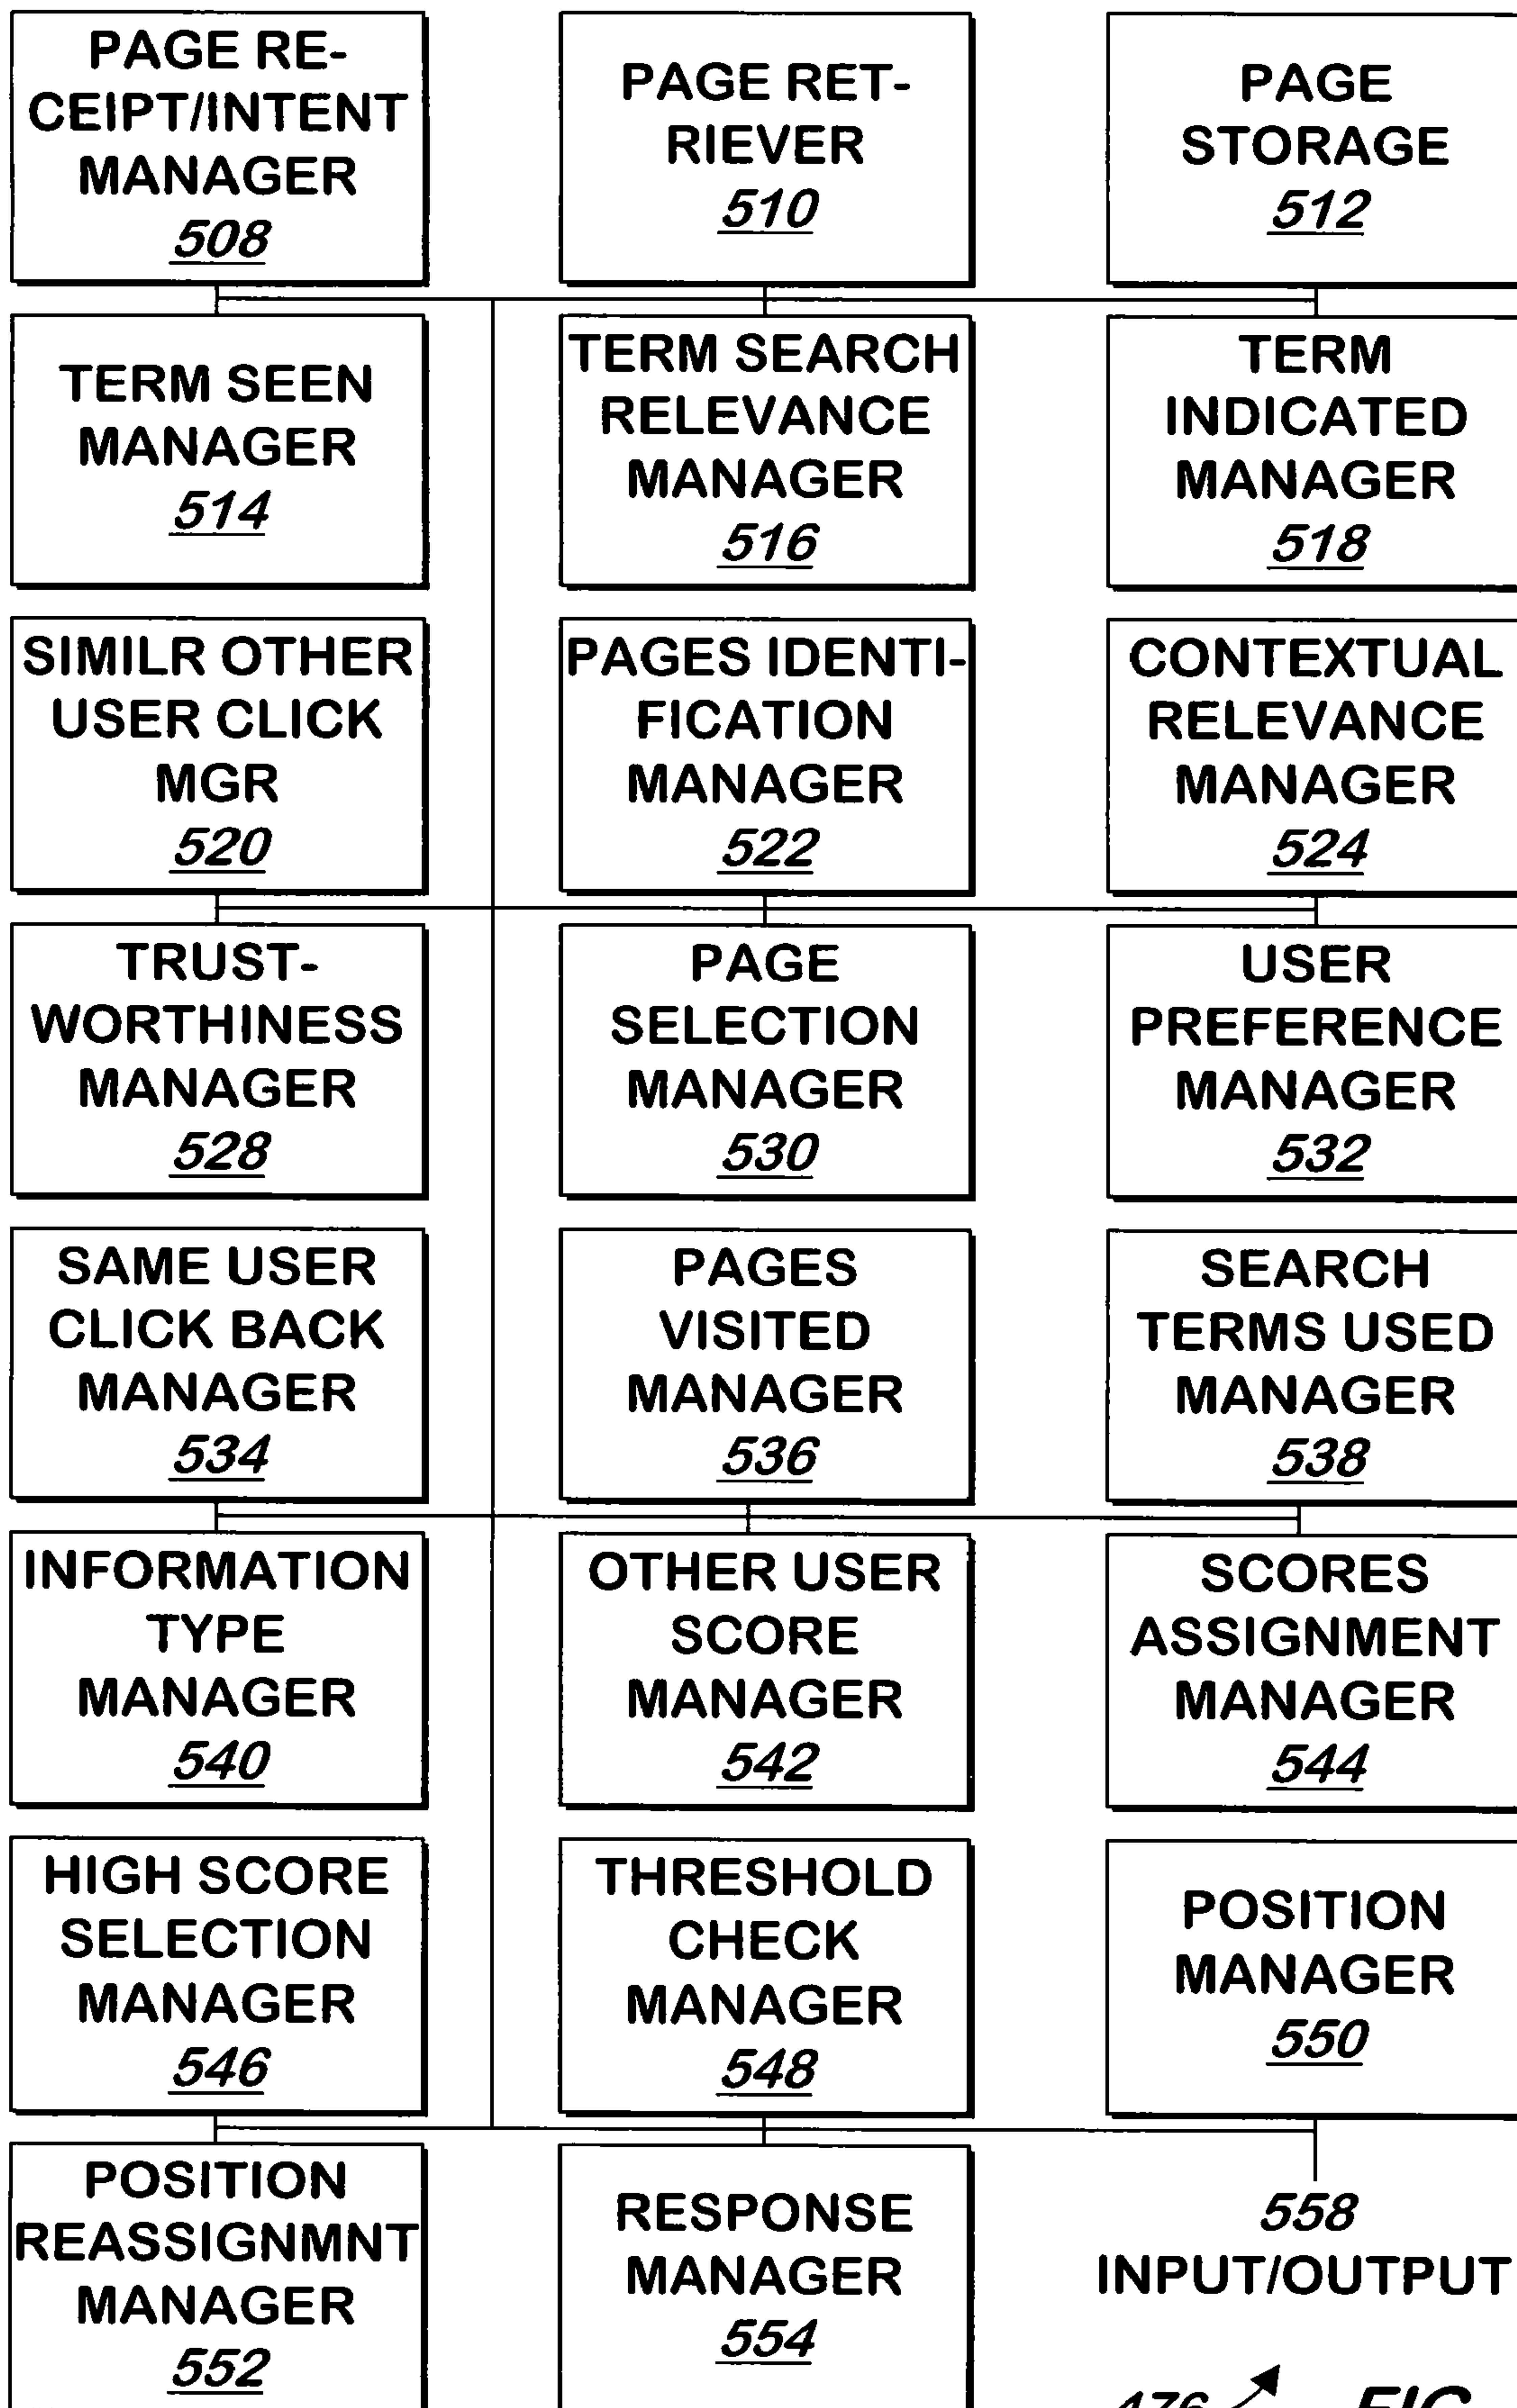 PAGE RE-
CEIPT/INTENT
MANAGER
508
PAGE RET-
RIEVER
510
PAGE
STORAGE
512
TERM SEEN
MANAGER
514
TERM SEARCH
RELEVANCE
MANAGER
516
TERM
INDICATED
MANAGER
518
SIMILR OTHER
USER CLICK
MGR
520
PAGES IDENTI-
FICATION
MANAGER
522
CONTEXTUAL
RELEVANCE
MANAGER
524
TRUST-
WORTHINESS
MANAGER
528
PAGE
SELECTION
MANAGER
530
USER
PREFERENCE
MANAGER
532
SAME USER
CLICK BACK
MANAGER
534
PAGES
VISITED
MANAGER
536
SEARCH
TERMS USED
MANAGER
538
INFORMATION
TYPE
MANAGER
540
OTHER USER
SCORE
MANAGER
542
SCORES
ASSIGNMENT
MANAGER
544
HIGH SCORE
SELECTION
MANAGER
546
THRESHOLD
CHECK
MANAGER
548
POSITION
MANAGER
550
POSITION
REASSIGNMNT
MANAGER
552
RESPONSE
MANAGER
554
558
INPUT/OUTPUT
476
FIG